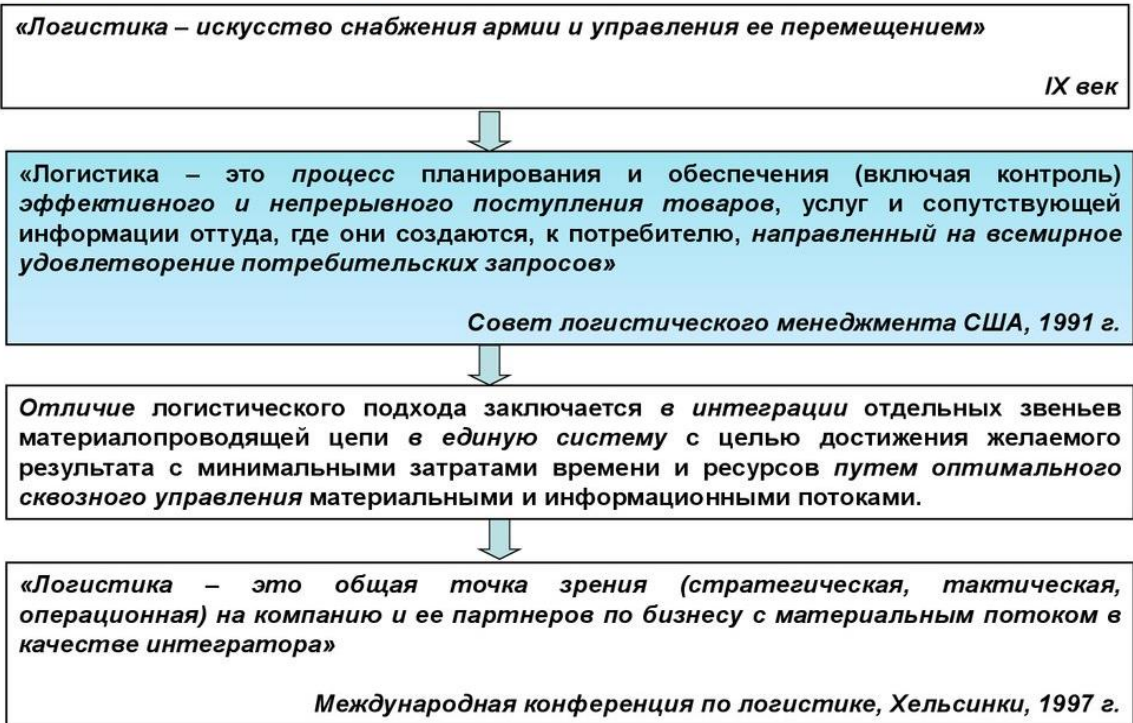 «Логистика – искусство снабжения армии и управления ее перемещением»
IX век
«Логистика – это процесс планирования и обеспечения (включая контроль)
эффективного и непрерывного поступления товаров, услуг и сопутствующей
информации оттуда, где они создаются, к потребителю, направленный на всемирное
удовлетворение потребительских запросов»
Совет логистического менеджмента США, 1991 г.
Отличие логистического подхода заключается в интеграции отдельных звеньев
материалопроводящей цепи в единую систему с целью достижения желаемого
результата с минимальными затратами времени и ресурсов путем оптимального
сквозного управления материальными и информационными потоками.
«Логистика – это общая точка зрения (стратегическая, тактическая,
операционная) на компанию и ее партнеров по бизнесу с материальным потоком в
качестве интегратора»
Международная конференция по логистике, Хельсинки, 1997 г.